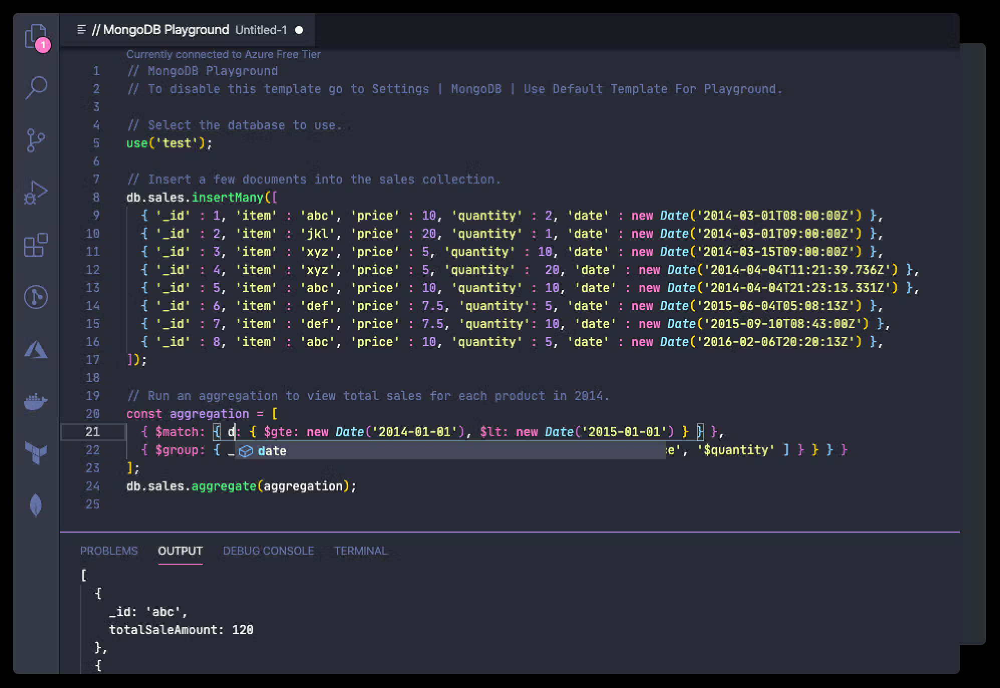 // MongoDB Playground Untitled-1
1
Currently connected to Azure Free Tier
1 // MongoDB Playground
2 // To disable this template go to Settings | MongoDB | Use Default Template For Playground.
3
4 // Select the database to use.
5 use('test');
6
7 // Insert a few documents into the sales collection.
8 db.sales.insertMany([
9 { '_id' : 1, 'item' : 'abc', 'price' : 10, 'quantity' : 2, 'date' : new Date('2014-03-01T08:00:00Z') },
10 { '_id' : 2, 'item' : 'jkl', 'price' : 20, 'quantity' : 1, 'date' : new Date('2014-03-01T09:00:00Z') },
11 { '_id' : 3, 'item' : 'xyz', 'price' : 5, 'quantity' : 10, 'date' : new Date('2014-03-15T09:00:00Z') },
12 { '_id' : 4, 'item' : 'xyz', 'price' : 5, 'quantity' :  20, 'date' : new Date('2014-04-04T11:21:39.736Z') },
13 { '_id' : 5, 'item' : 'abc', 'price' : 10, 'quantity' : 10, 'date' : new Date('2014-04-04T21:23:13.331Z') },
14 { '_id' : 6, 'item' : 'def', 'price' : 7.5, 'quantity': 5, 'date' : new Date('2015-06-04T05:08:13Z') },
15 { '_id' : 7, 'item' : 'def', 'price' : 7.5, 'quantity': 10, 'date' : new Date('2015-09-10T08:43:00Z') },
16 { '_id' : 8, 'item' : 'abc', 'price' : 10, 'quantity' : 5, 'date' : new Date('2016-02-06T20:20:13Z') },
17 ]);
18
19 // Run an aggregation to view total sales for each product in 2014.
20 const aggregation = [
21 { $match: { d: { $gte: new Date('2014-01-01'), $lt: new Date('2015-01-01') } } },
22 { $group: { _ date e', '$quantity' ] } } } }
23 ];
24 db.sales.aggregate(aggregation);
25
PROBLEMS OUTPUT DEBUG CONSOLE TERMINAL
[
{
_id: 'abc',
totalSaleAmount: 120
},
{